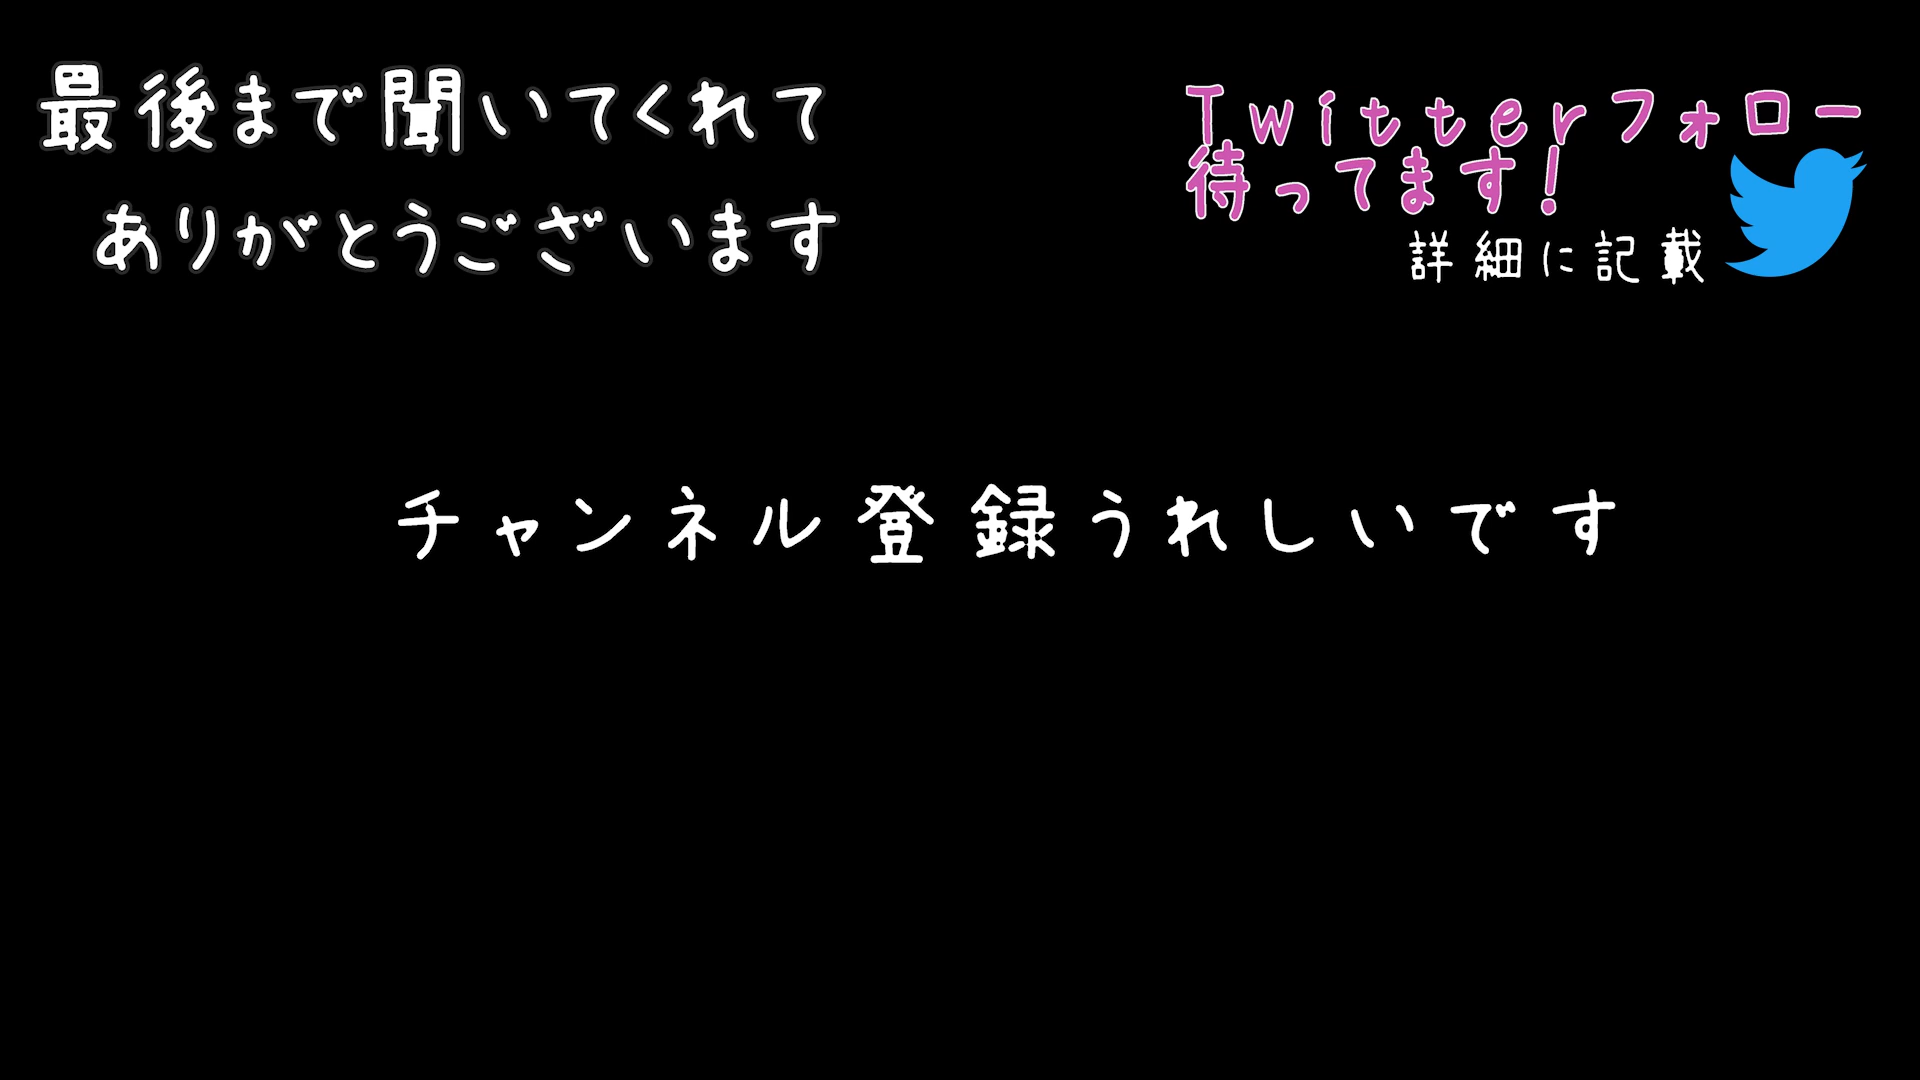 最後まで聞いてくれて
ありがとうございます
Twitterフォロー
待ってます!
詳細に記載
チャンネル登録うれしいです